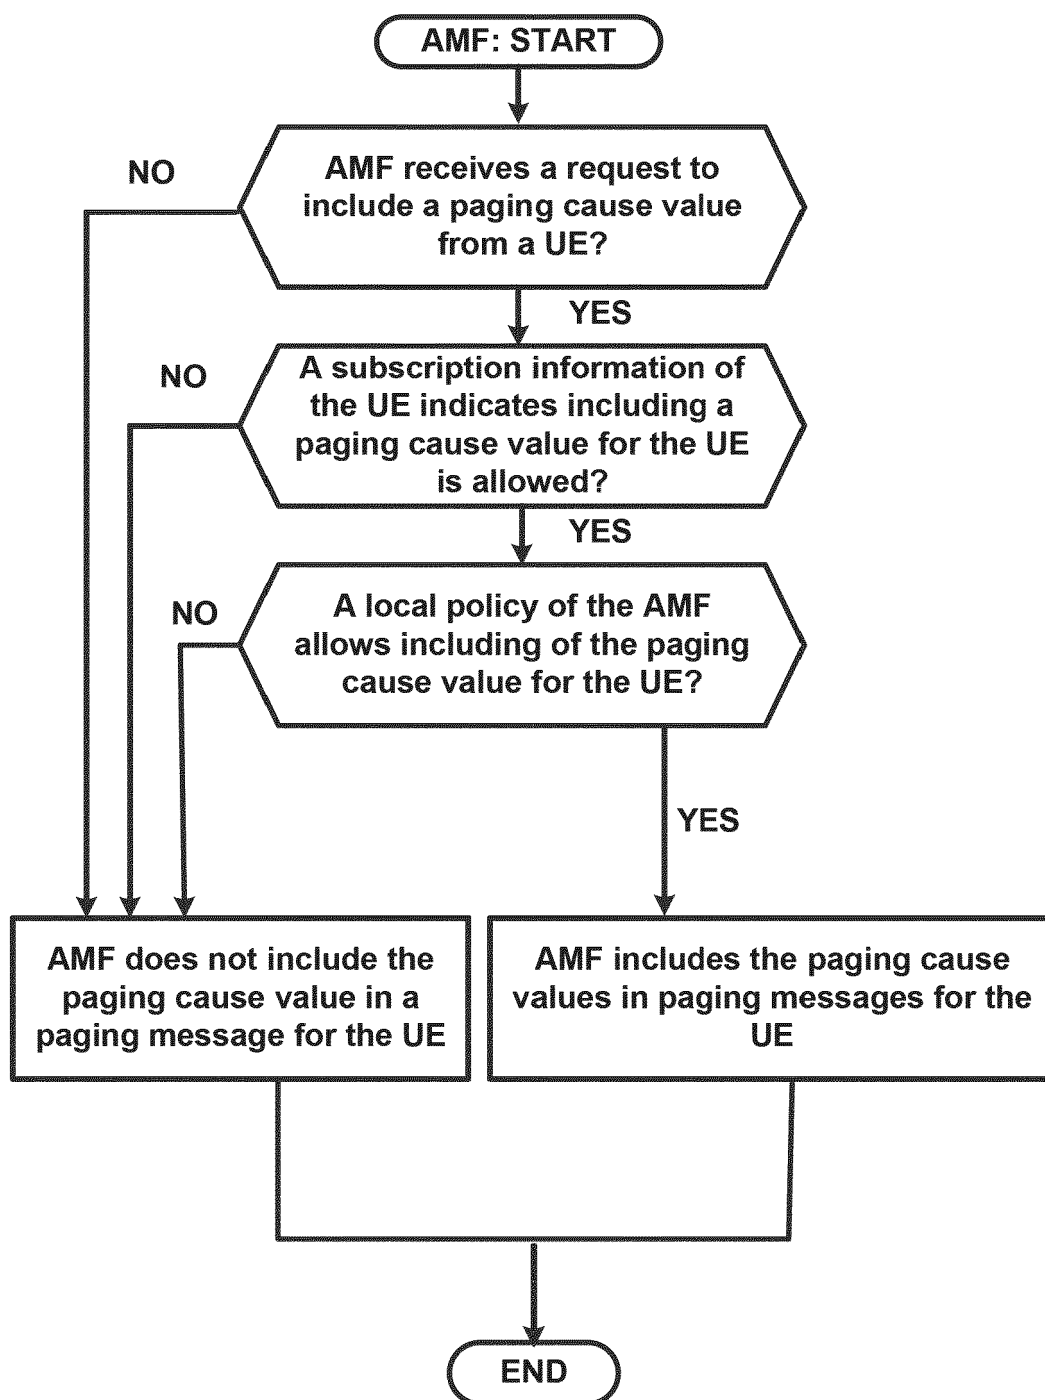 AMF: START
NO
AMF receives a request to
include a paging cause value
from a UE?
YES
NO
A subscription information of
the UE indicates including a
paging cause value for the UE
is allowed?
YES
NO
A local policy of the AMF
allows including of the paging
cause value for the UE?
YES
AMF does not include the
paging cause value in a
paging message for the UE
AMF includes the paging cause
values in paging messages for the
UE
END